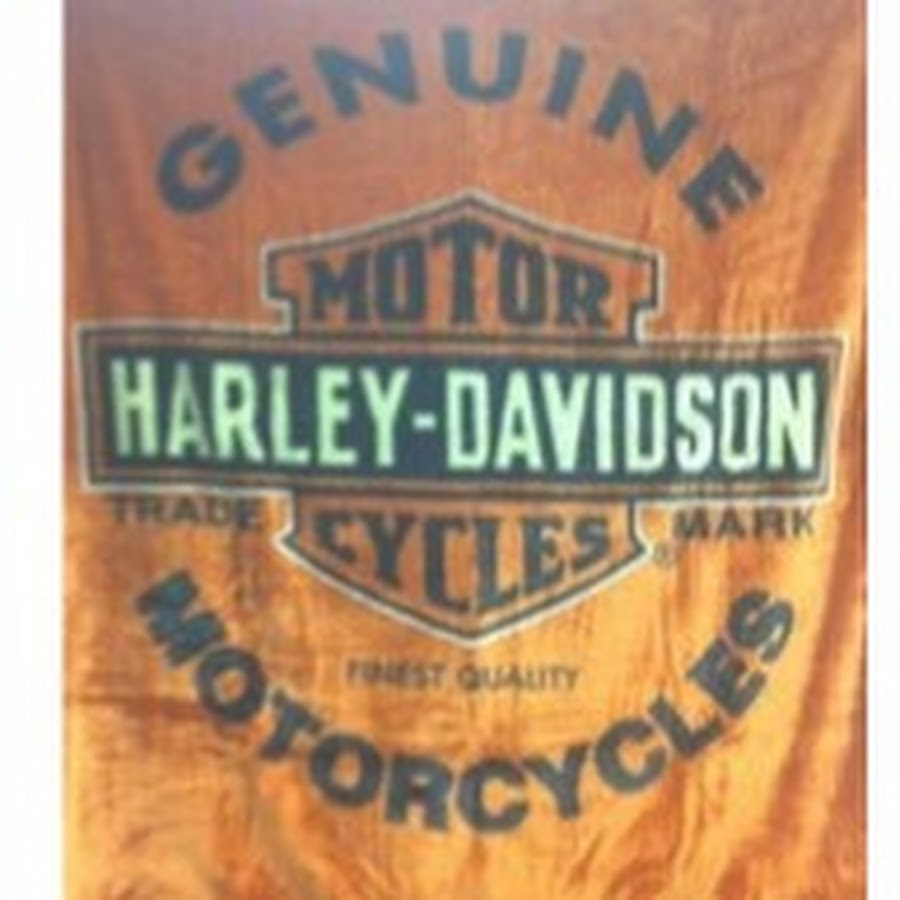 GENUINE
MOTOR
HARLEY-DAVIDSON
TRADE MARK
CYCLES
®
FINEST QUALITY
MOTORCYCLES